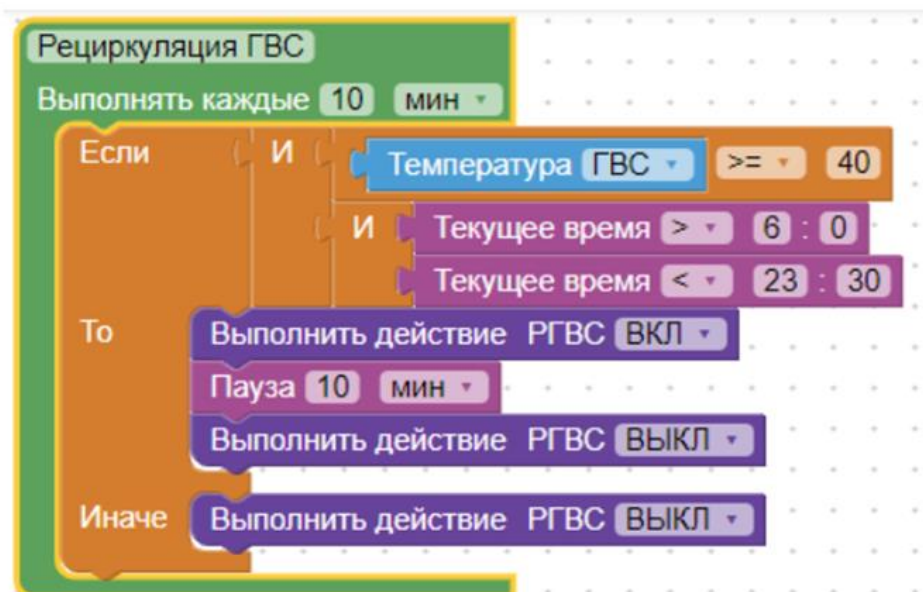 Рециркуляция ГВС
Выполнять каждые 10 мин
Если И Температура ГВС >= 40
И Текущее время > 6 : 0
Текущее время < 23 : 30
То Выполнить действие РГВС ВКЛ
Пауза 10 мин
Выполнить действие РГВС ВЫКЛ
Иначе Выполнить действие РГВС ВЫКЛ